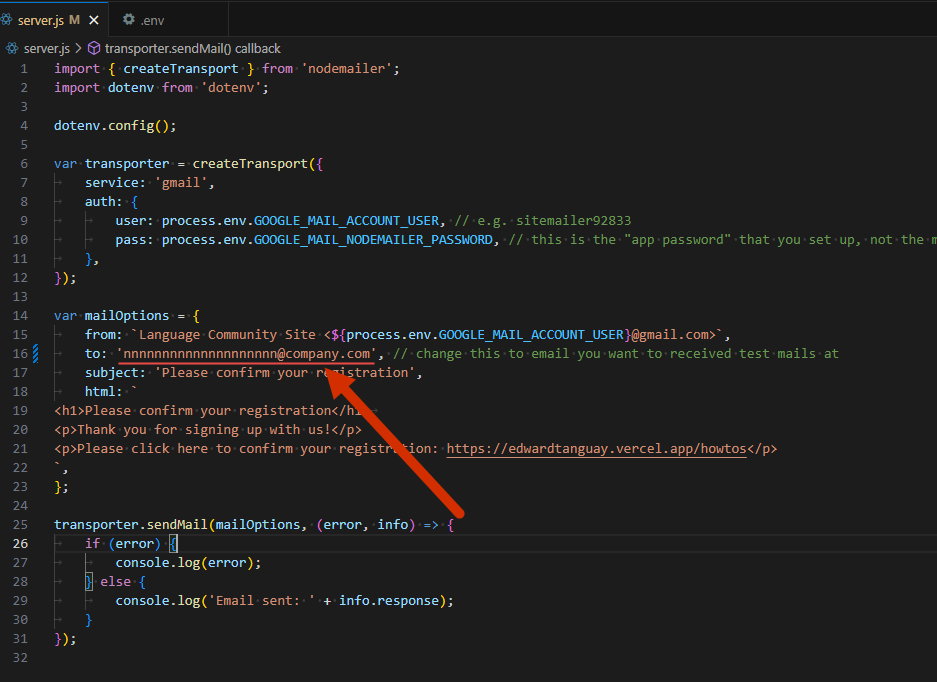 server.js M ×
.env
server.js > transporter.sendMail() callback
1 import { createTransport } from 'nodemailer';
2 import dotenv from 'dotenv';
3
4 dotenv.config();
5
6 var transporter = createTransport({
7 service: 'gmail',
8 auth: {
9 user: process.env.GOOGLE_MAIL_ACCOUNT_USER, // e.g. sitemailer92833
10 pass: process.env.GOOGLE_MAIL_NODEMAILER_PASSWORD, // this is the "app password" that you set up, not the
11 },
12 });
13
14 var mailOptions = {
15 from: `Language Community Site <${process.env.GOOGLE_MAIL_ACCOUNT_USER}@gmail.com>`,
16 to: 'nnnnnnnnnnnnnnnnnnnn@company.com', // change this to email you want to received test mails at
17 subject: 'Please confirm your registration',
18 html: `
19 <h1>Please confirm your registration</h1>
20 <p>Thank you for signing up with us!</p>
21 <p>Please click here to confirm your registration: https://edwardtanguay.vercel.app/howtos</p>
22 `,
23 };
24
25 transporter.sendMail(mailOptions, (error, info) => {
26 if (error) {
27 console.log(error);
28 } else {
29 console.log('Email sent: ' + info.response);
30 }
31 });
32